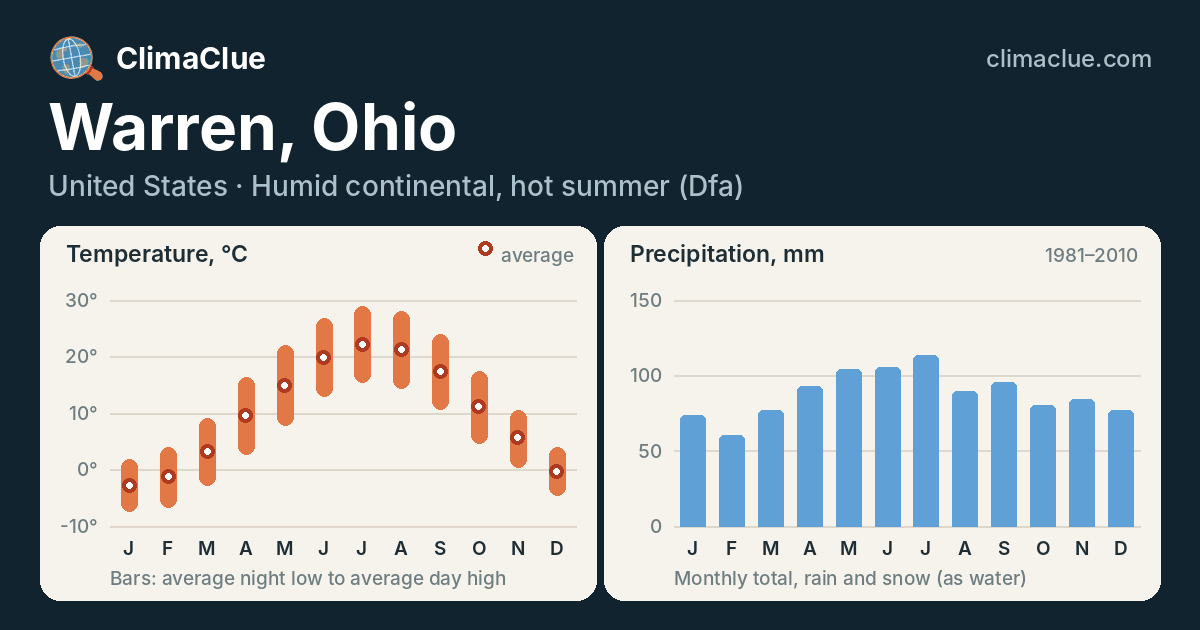 ClimaClue
climaclue.com
Warren, Ohio
United States · Humid continental, hot summer (Dfa)
Temperature, °C
average
30°
20°
10°
0°
-10°
J F M A M J J A S O N D
Bars: average night low to average day high
Precipitation, mm
1981–2010
150
100
50
0
J F M A M J J A S O N D
Monthly total, rain and snow (as water)